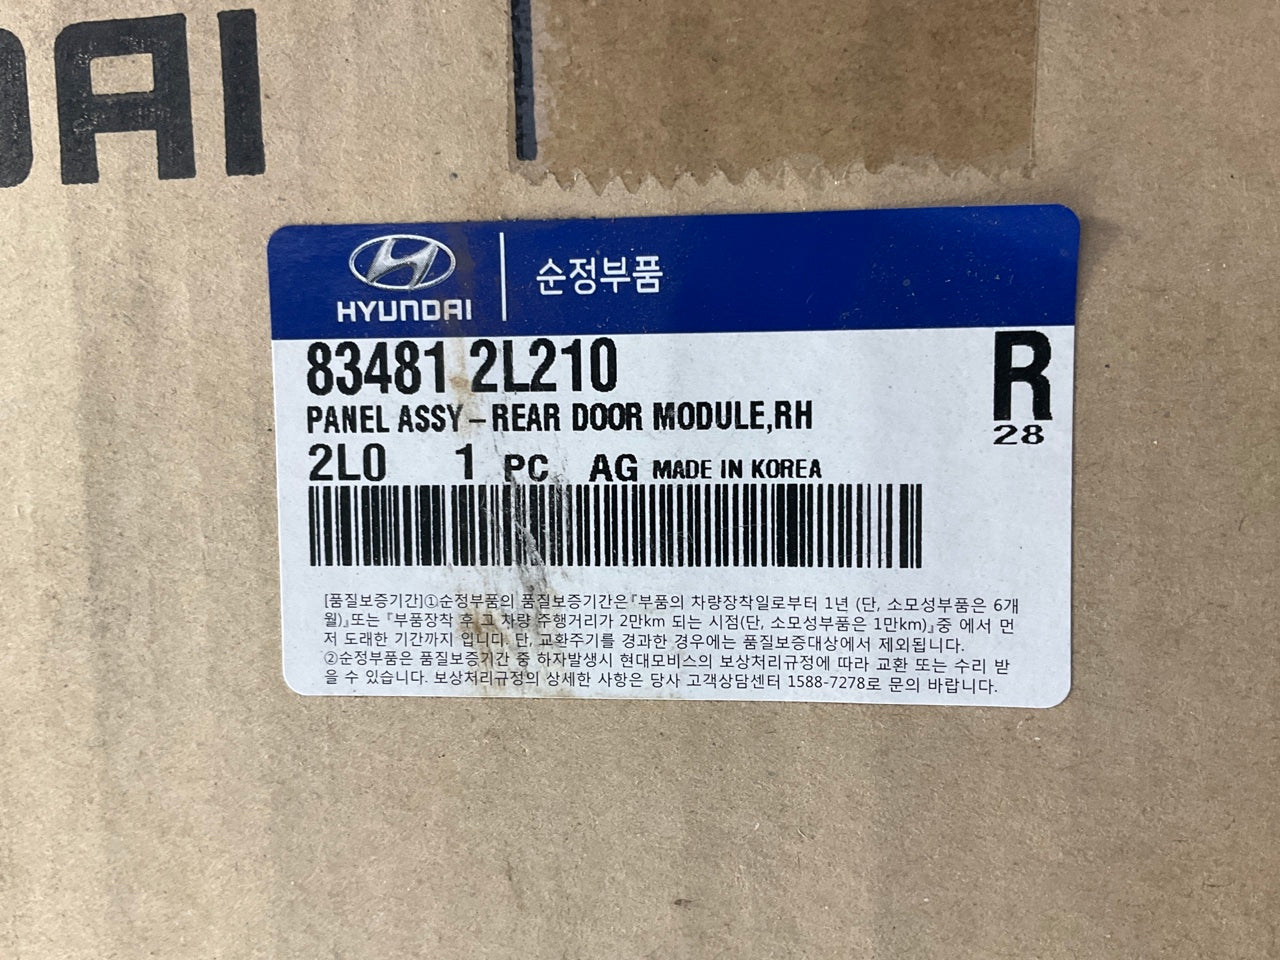 DAI
HYUNDAI
순정부품
83481 2L210
R
28
PANEL ASSY-REAR DOOR MODULE,RH
2L0 1 PC AG MADE IN KOREA
[품질보증기간]①순정부품의 품질보증기간은『부품의 차량장착일로부터 1년 (단, 소모성부품은 6개
월)』또는『부품장착 후 그 차량 주행거리가 2만km 되는 시점(단, 소모성부품은 1만km)』중 에서 먼
저 도래한 기간까지 입니다. 단, 교환주기를 경과한 경우에는 품질보증대상에서 제외됩니다.
②순정부품은 품질보증기간 중 하자발생시 현대모비스의 보상처리규정에 따라 교환 또는 수리 받
을 수 있습니다. 보상처리규정의 상세한 사항은 당사 고객상담센터 1588-7278로 문의 바랍니다.